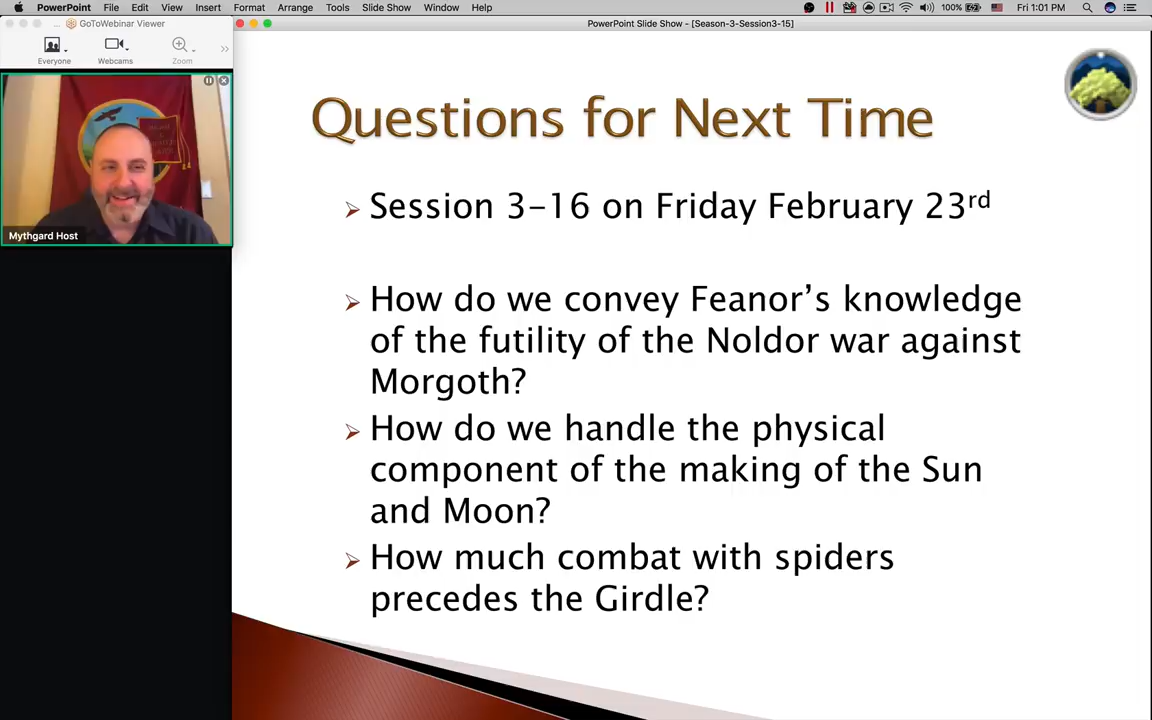 PowerPoint File Edit View Insert Format Arrange Tools Slide Show Window Help 100% Fri 1:01 PM
GoToWebinar Viewer
PowerPoint Slide Show - [Season-3-Session3-15]
Everyone Webcams Zoom
Mythgard Host
Questions for Next Time
Session 3-16 on Friday February 23rd
How do we convey Feanor's knowledge
of the futility of the Noldor war against
Morgoth?
How do we handle the physical
component of the making of the Sun
and Moon?
How much combat with spiders
precedes the Girdle?